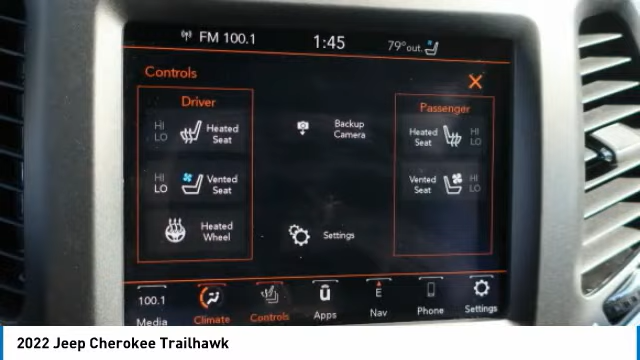 FM 100.1
1:45
79° out.
Controls
Driver
HI
LO
Heated
Seat
HI
LO
Vented
Seat
Heated
Wheel
Backup
Camera
Settings
Passenger
Heated
Seat
HI
LO
Vented
Seat
HI
LO
100.1
Media
Climate
Controls
ū
Apps
E
Nav
Phone
Settings
2022 Jeep Cherokee Trailhawk